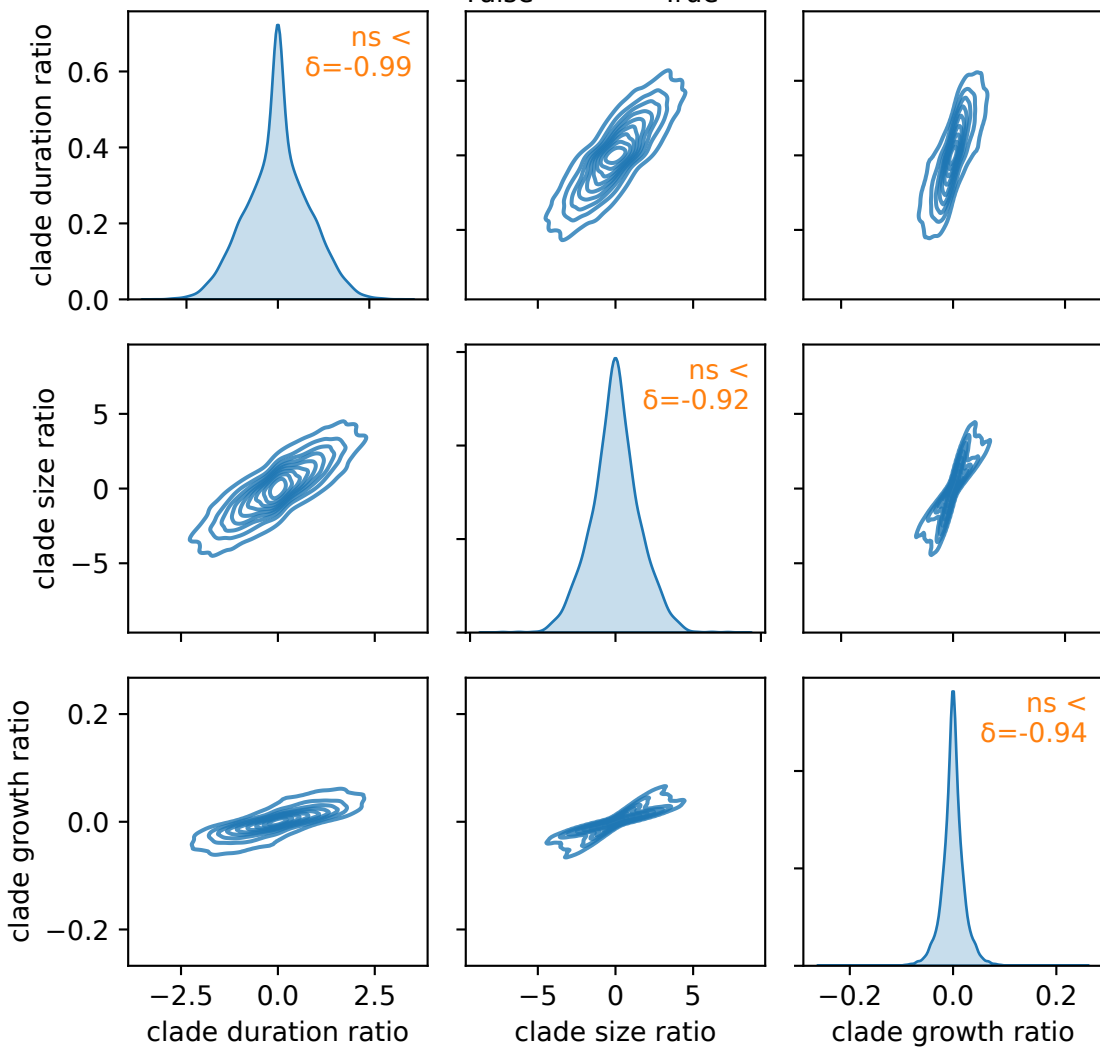 clade duration ratio
0.6
0.4
0.2
0.0
ns <
δ=-0.99
clade size ratio
5
0
−5
ns <
δ=-0.92
clade growth ratio
0.2
0.0
−0.2
ns <
δ=-0.94
−2.5 0.0 2.5
−5 0 5
−0.2 0.0 0.2
clade duration ratio
clade size ratio
clade growth ratio